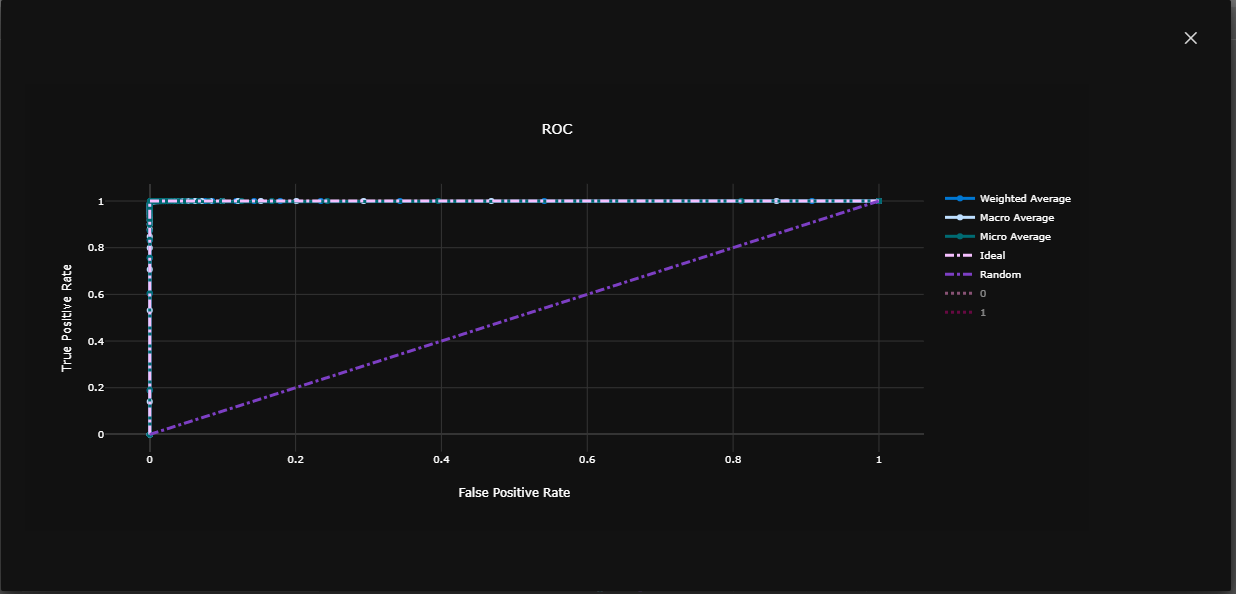 ROC
True Positive Rate
1
0.8
0.6
0.4
0.2
0
0 0.2 0.4 0.6 0.8 1
False Positive Rate
Weighted Average
Macro Average
Micro Average
Ideal
Random
0
1